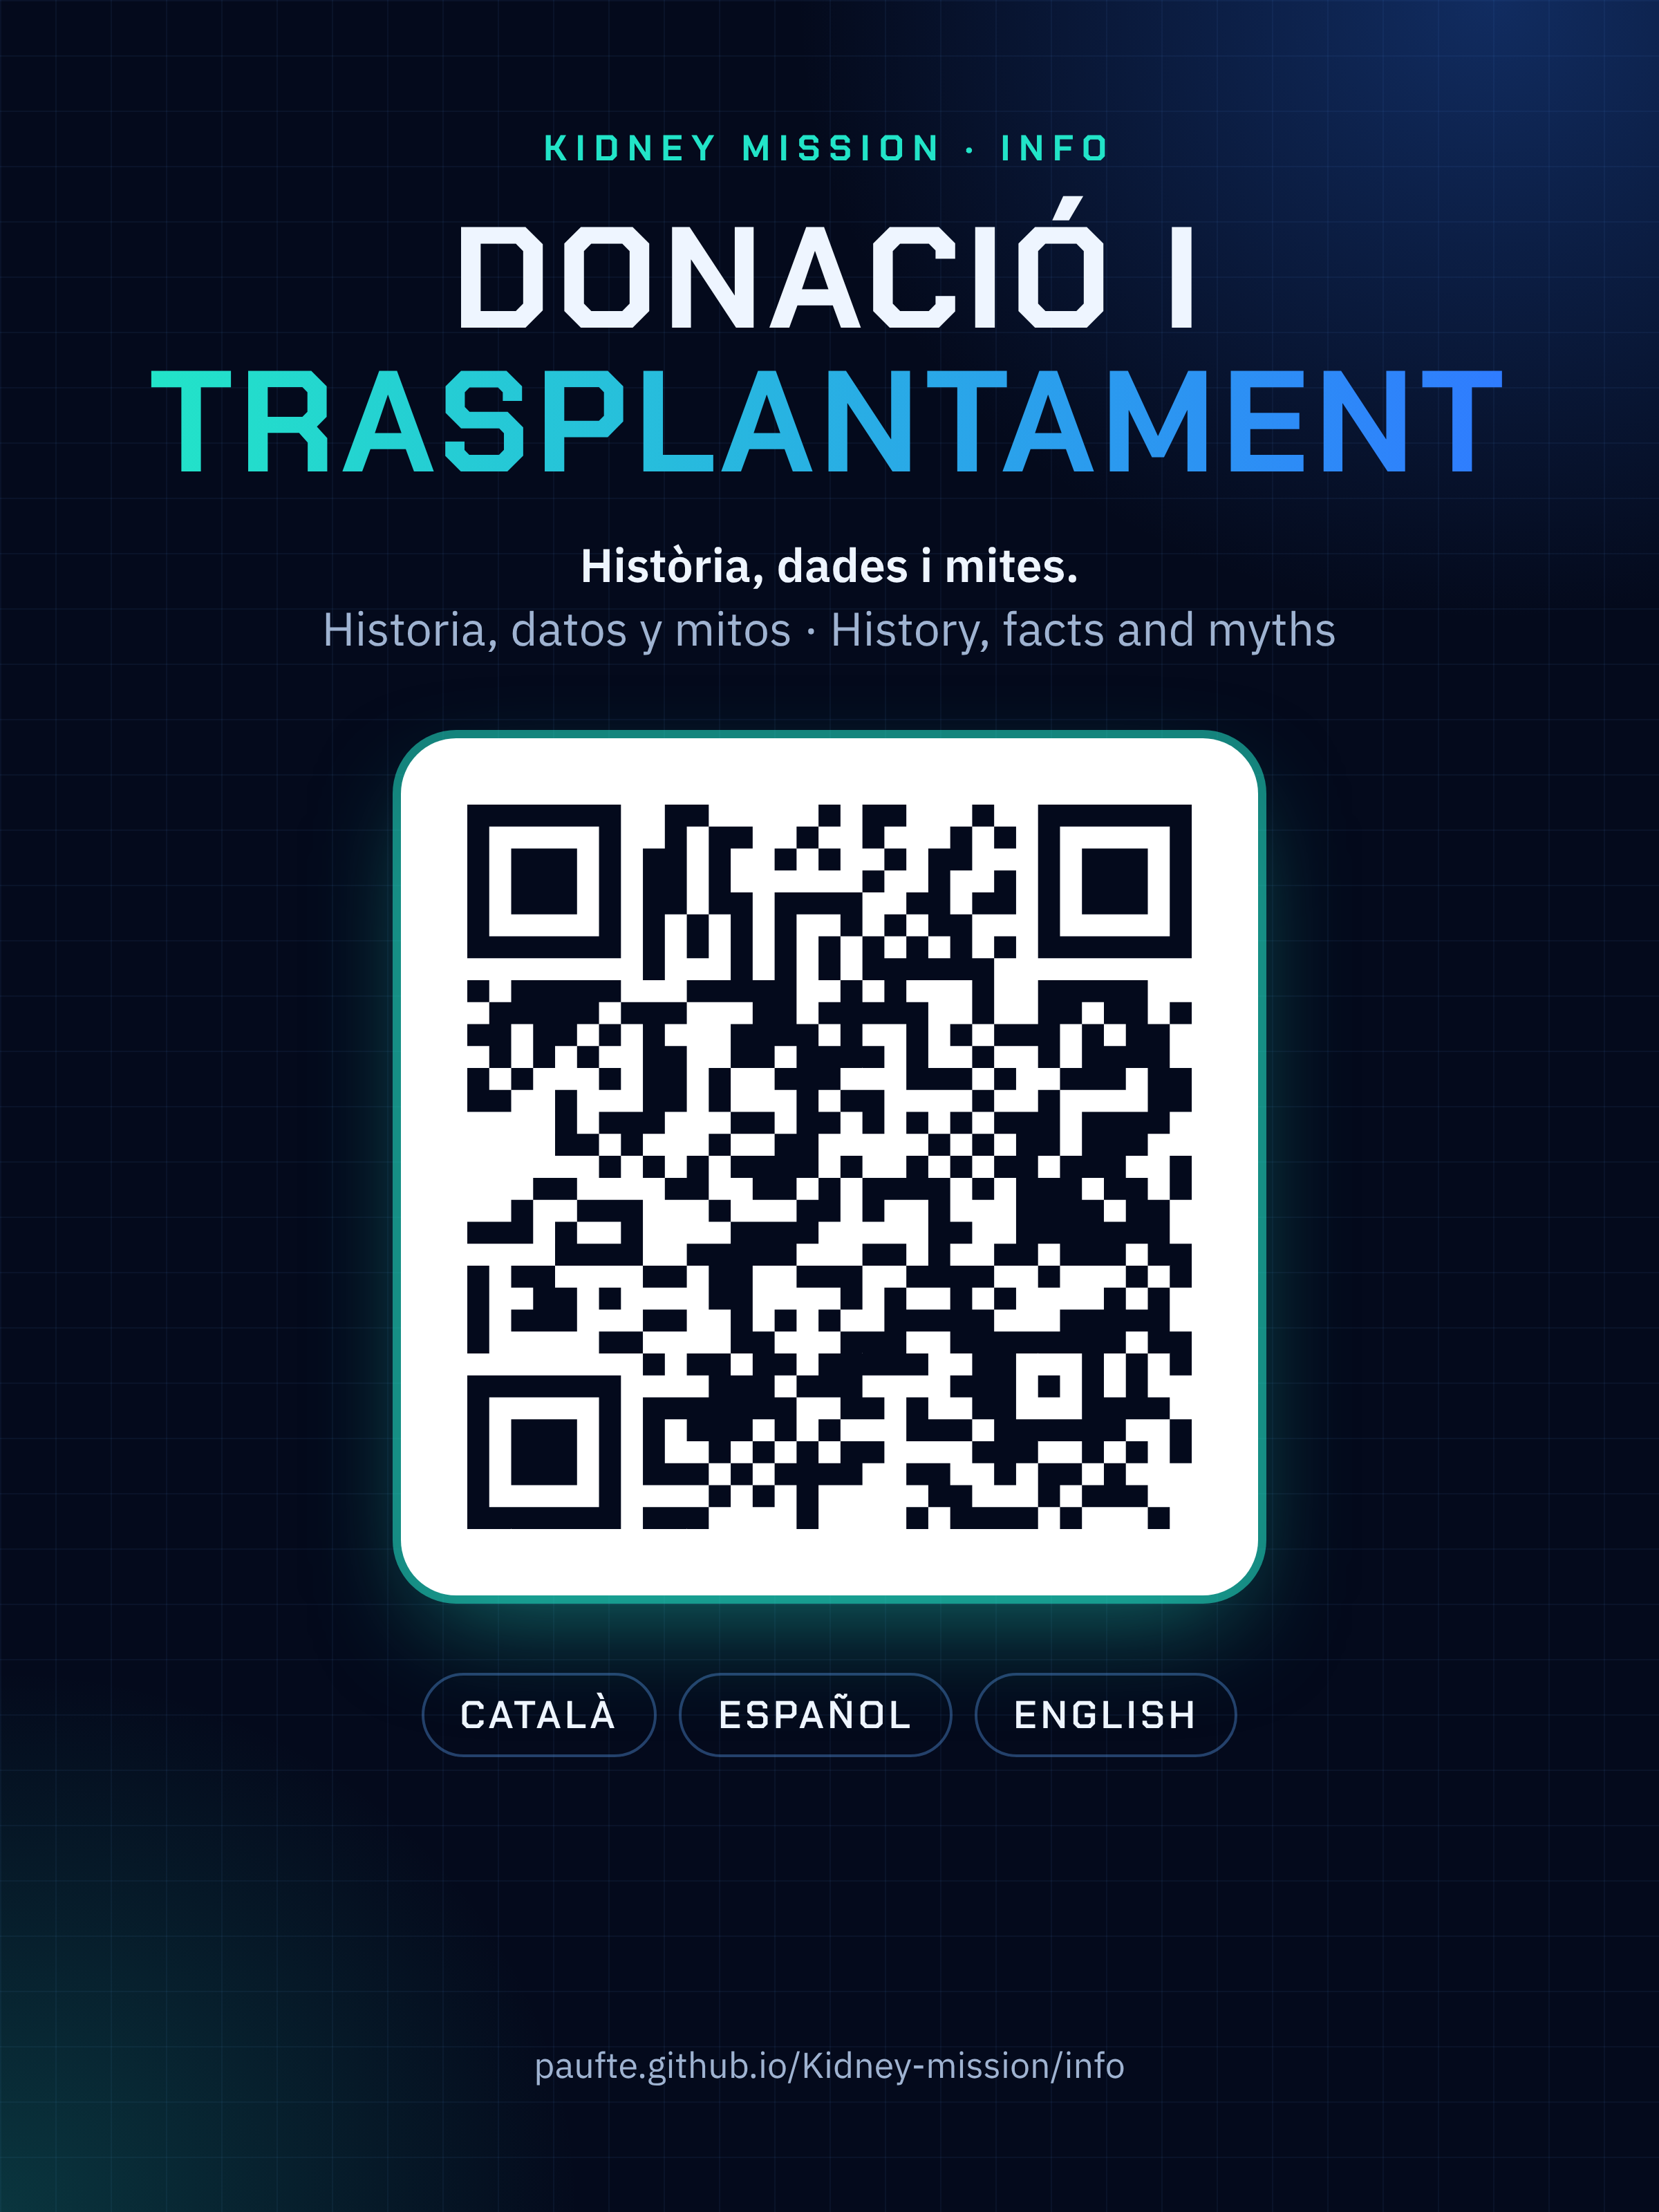 KIDNEY MISSION · INFO
DONACIÓ I
TRASPLANTAMENT
Història, dades i mites.
Historia, datos y mitos · History, facts and myths
CATALÀ ESPAÑOL ENGLISH
paufte.github.io/Kidney-mission/info